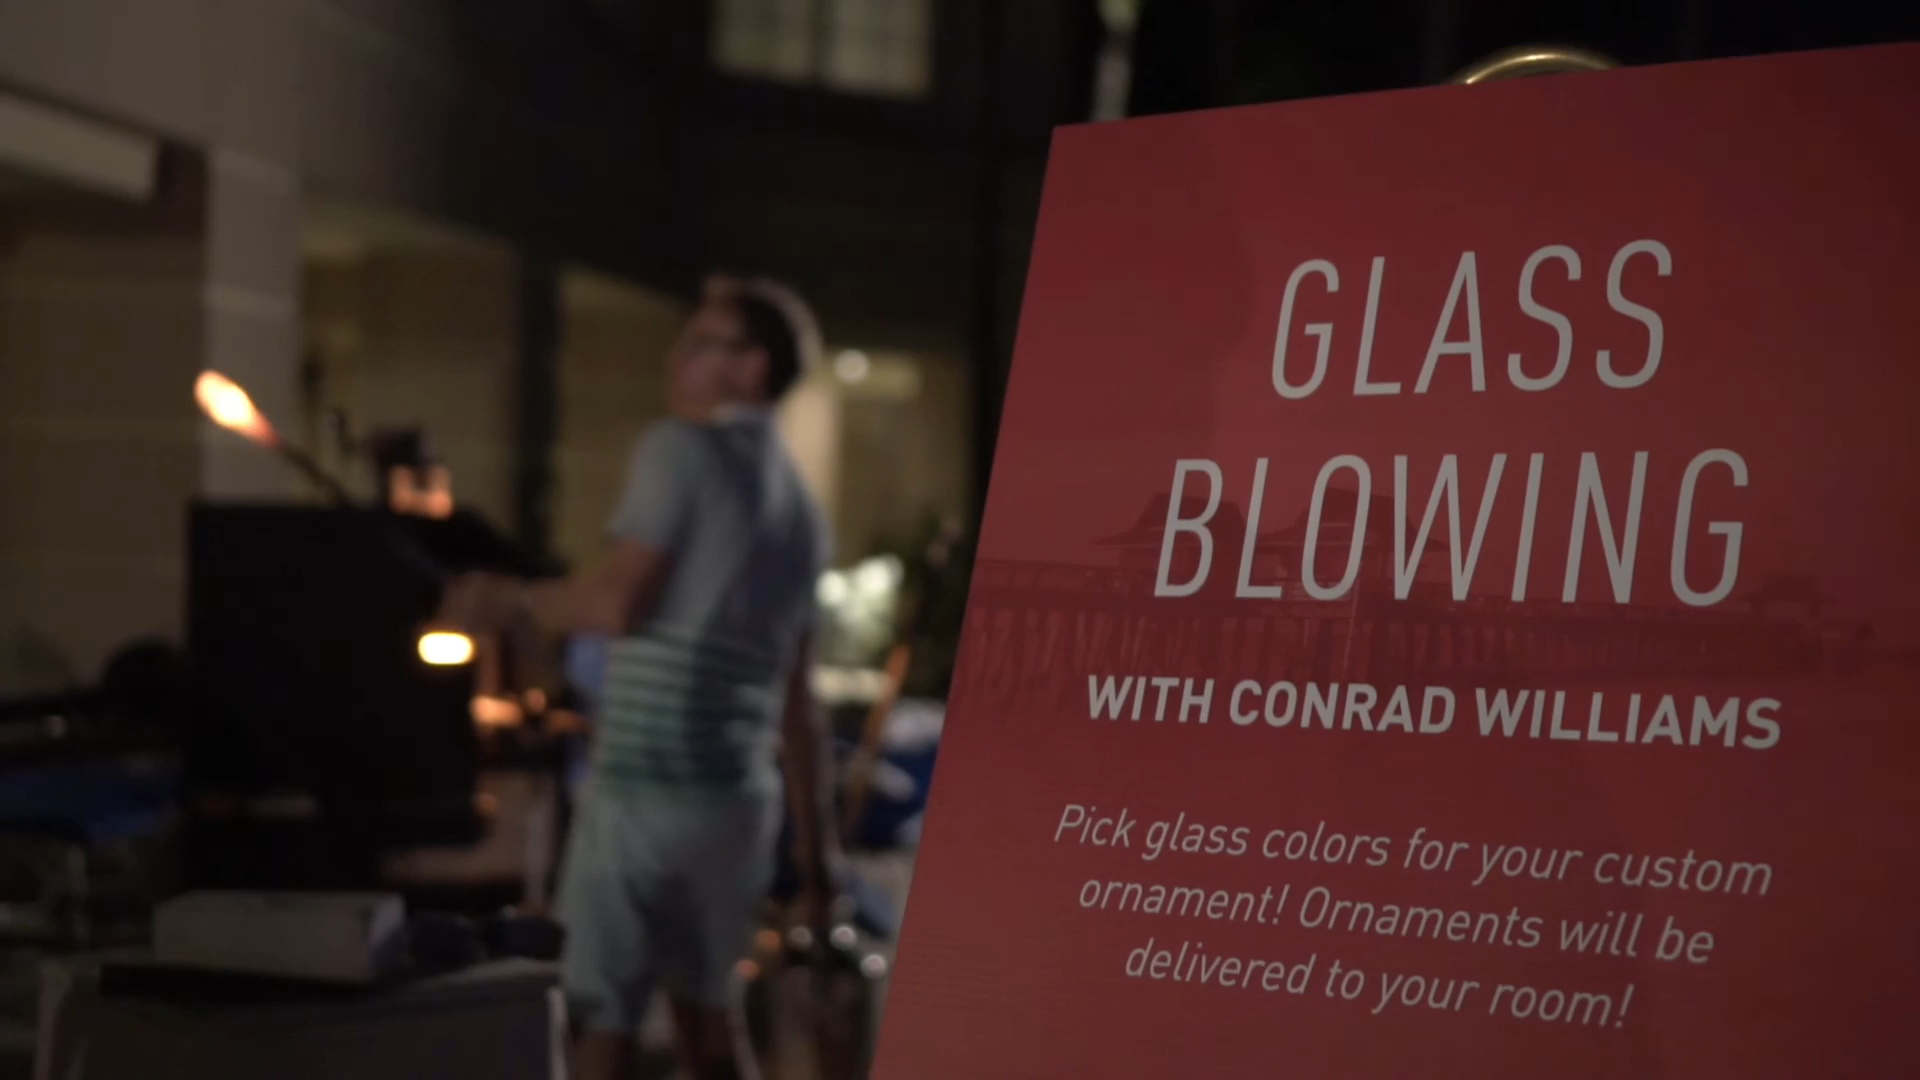 GLASS
BLOWING
WITH CONRAD WILLIAMS
Pick glass colors for your custom
ornament! Ornaments will be
delivered to your room!